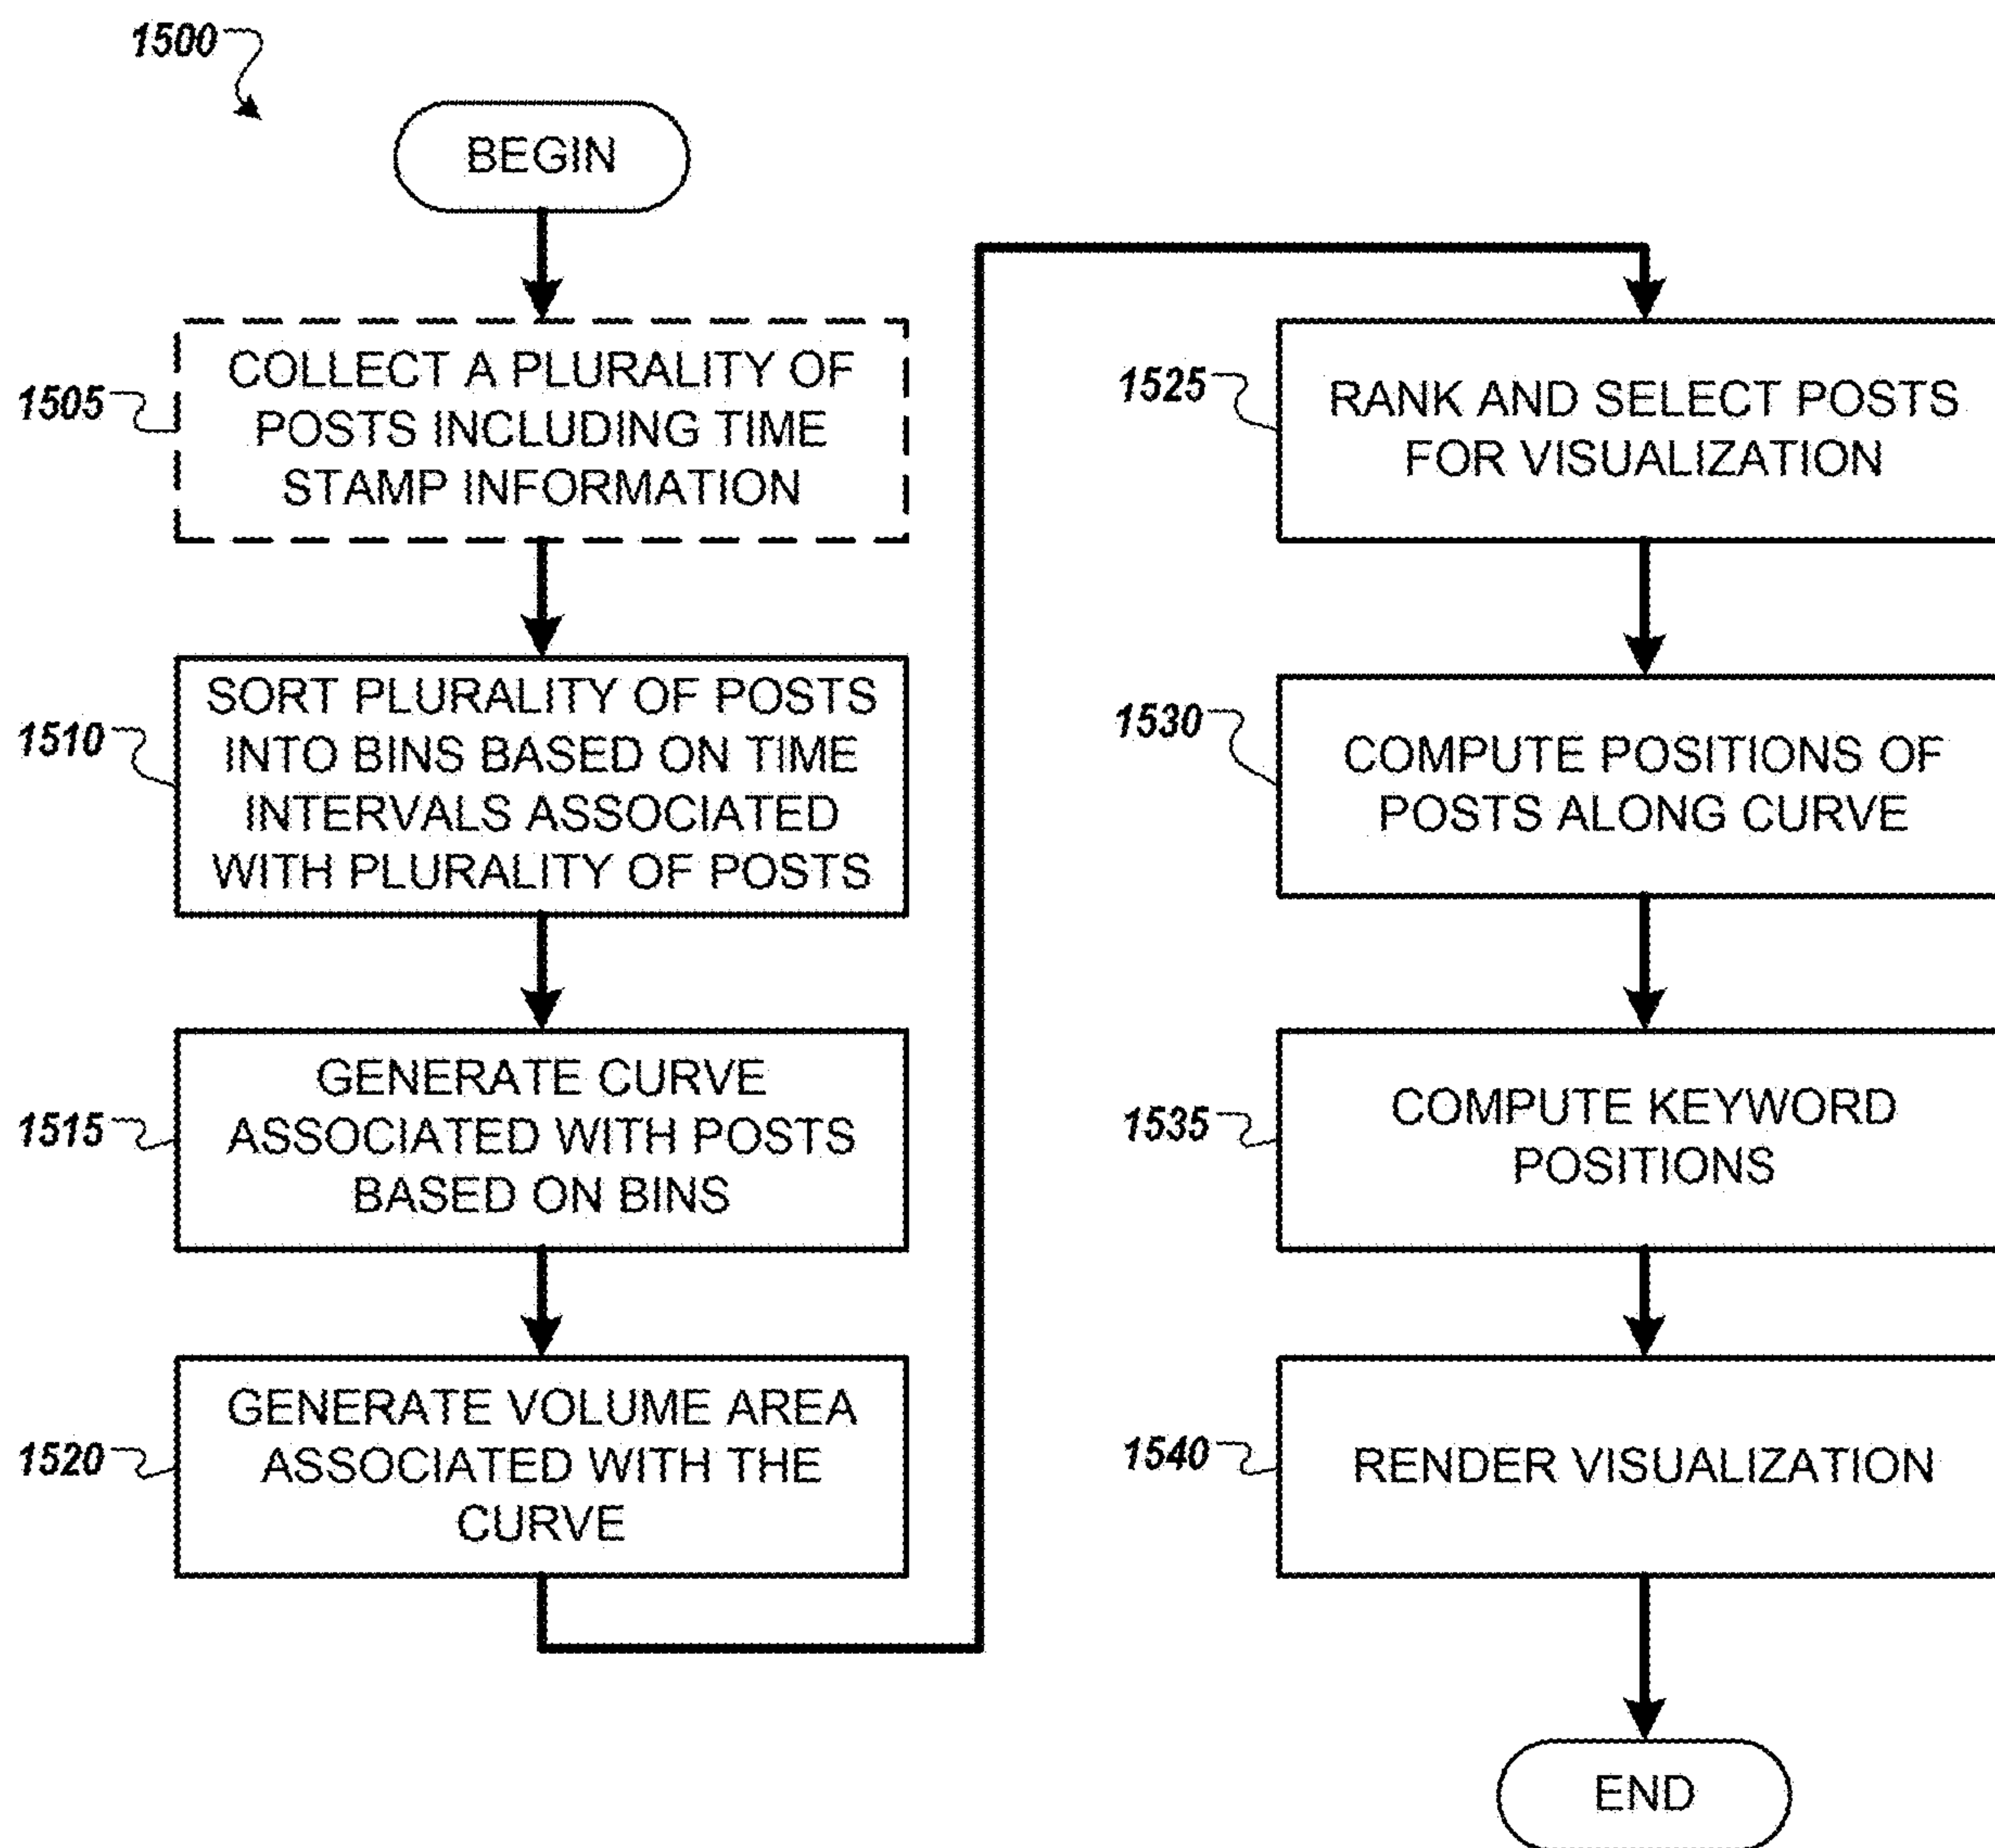 1500
BEGIN
1505
COLLECT A PLURALITY OF
POSTS INCLUDING TIME
STAMP INFORMATION
1510
SORT PLURALITY OF POSTS
INTO BINS BASED ON TIME
INTERVALS ASSOCIATED
WITH PLURALITY OF POSTS
1515
GENERATE CURVE
ASSOCIATED WITH POSTS
BASED ON BINS
1520
GENERATE VOLUME AREA
ASSOCIATED WITH THE
CURVE
1525
RANK AND SELECT POSTS
FOR VISUALIZATION
1530
COMPUTE POSITIONS OF
POSTS ALONG CURVE
1535
COMPUTE KEYWORD
POSITIONS
1540
RENDER VISUALIZATION
END